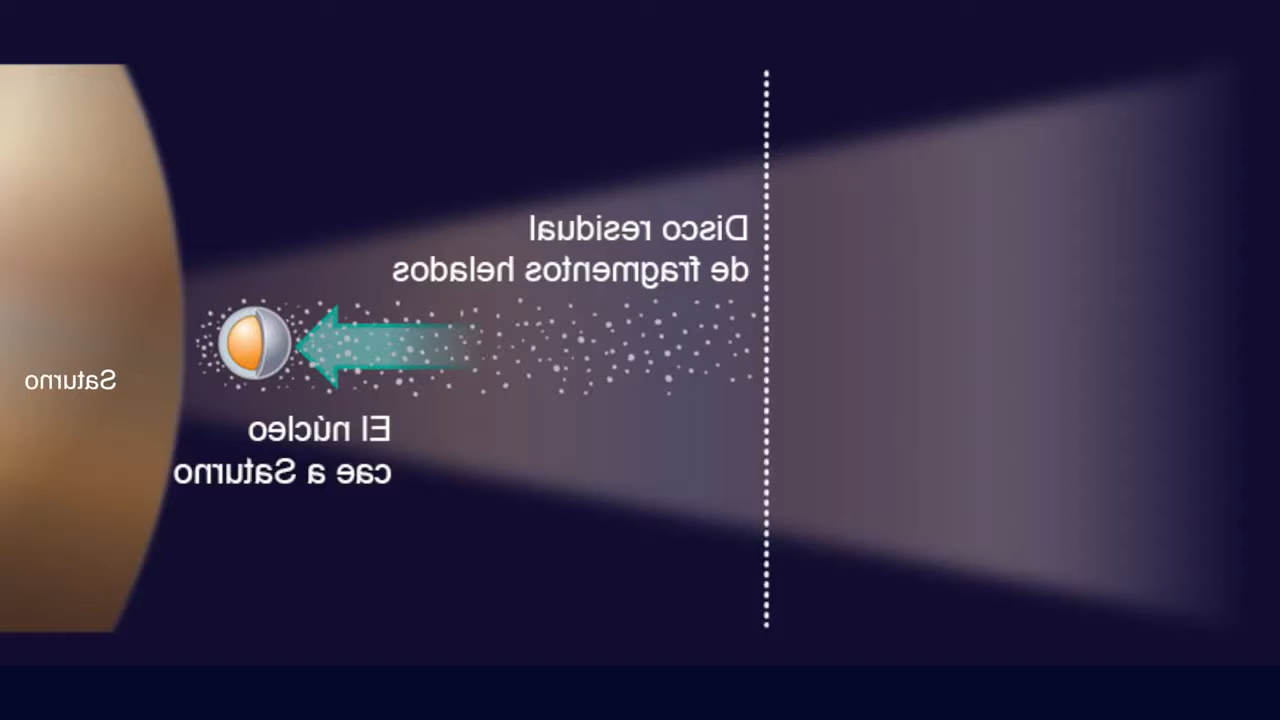 Disco residual
de fragmentos helados
Saturno
El núcleo
cae a Saturno